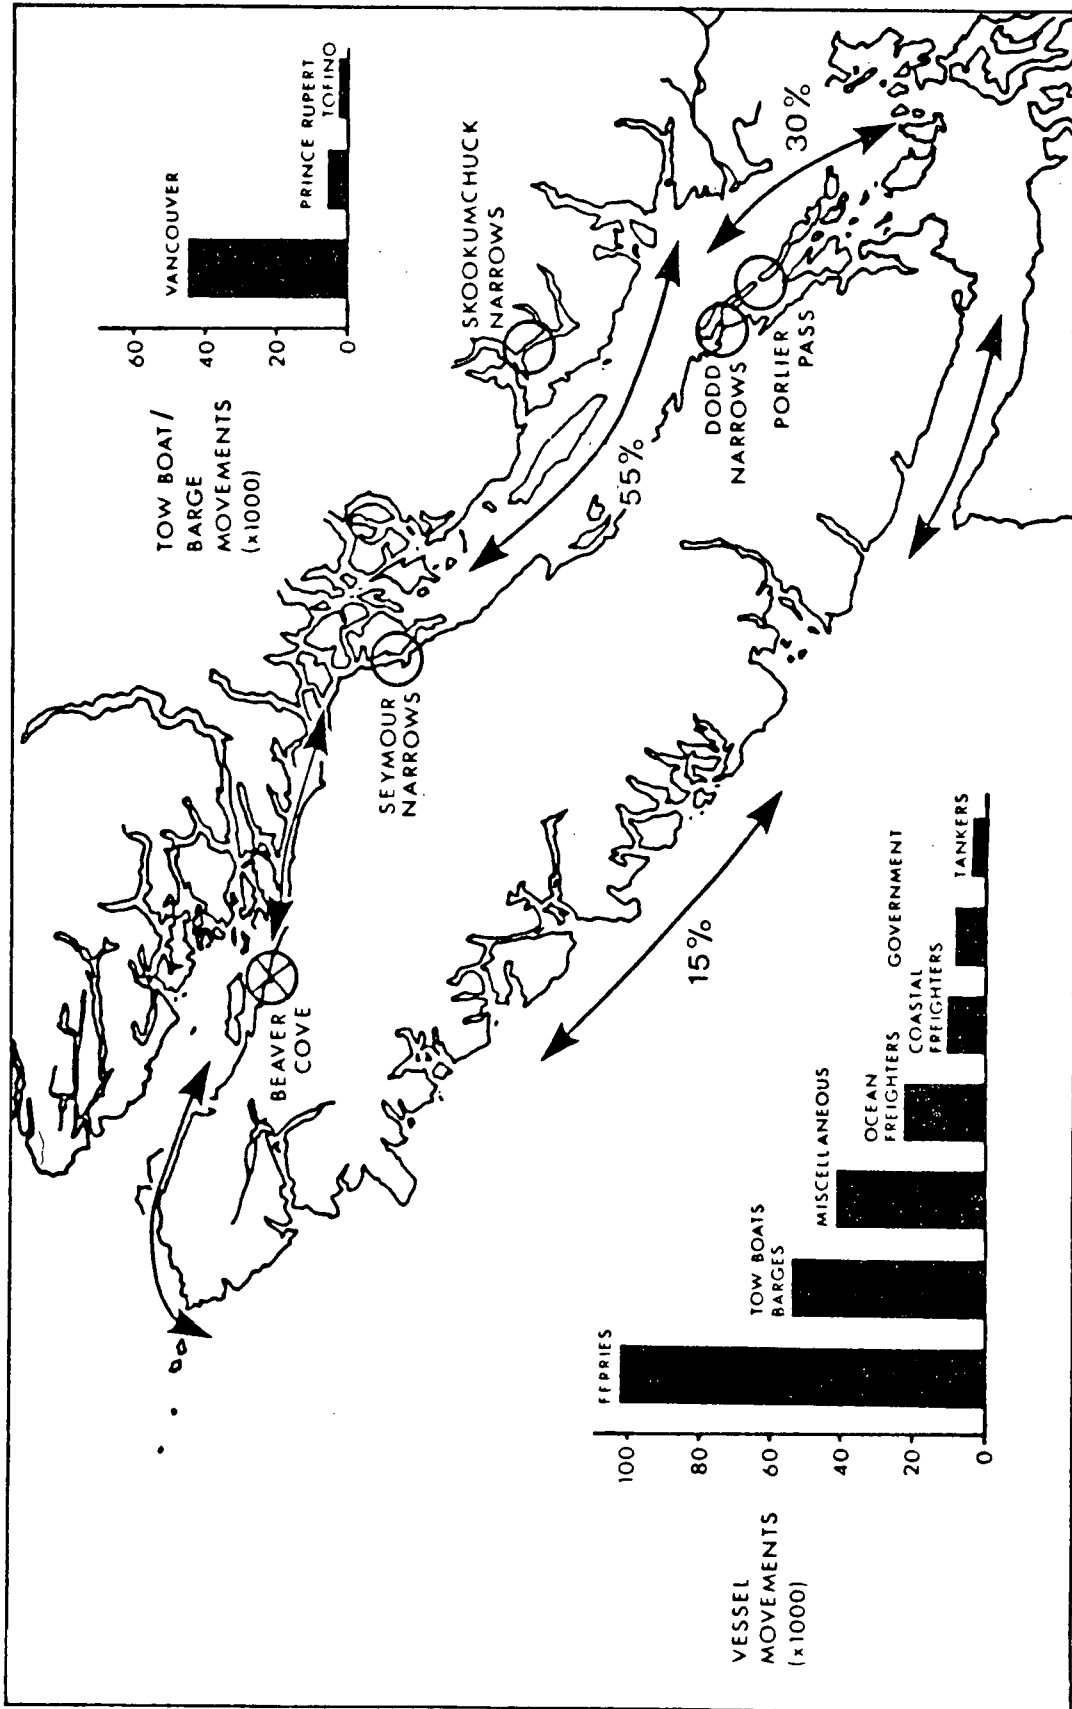 TOW BOAT/
BARGE
MOVEMENTS
(x1000)
60
40
20
0
VANCOUVER
PRINCE RUPERT
TOFINO
SKOOKUMCHUCK
NARROWS
SEYMOUR
NARROWS
BEAVER
COVE
55%
30%
DODD
NARROWS
PORLIER
PASS
15%
VESSEL
MOVEMENTS
(x1000)
100
80
60
40
20
0
FERRIES
TOW BOATS
BARGES
MISCELLANEOUS
OCEAN
FREIGHTERS
COASTAL
FREIGHTERS
GOVERNMENT
TANKERS